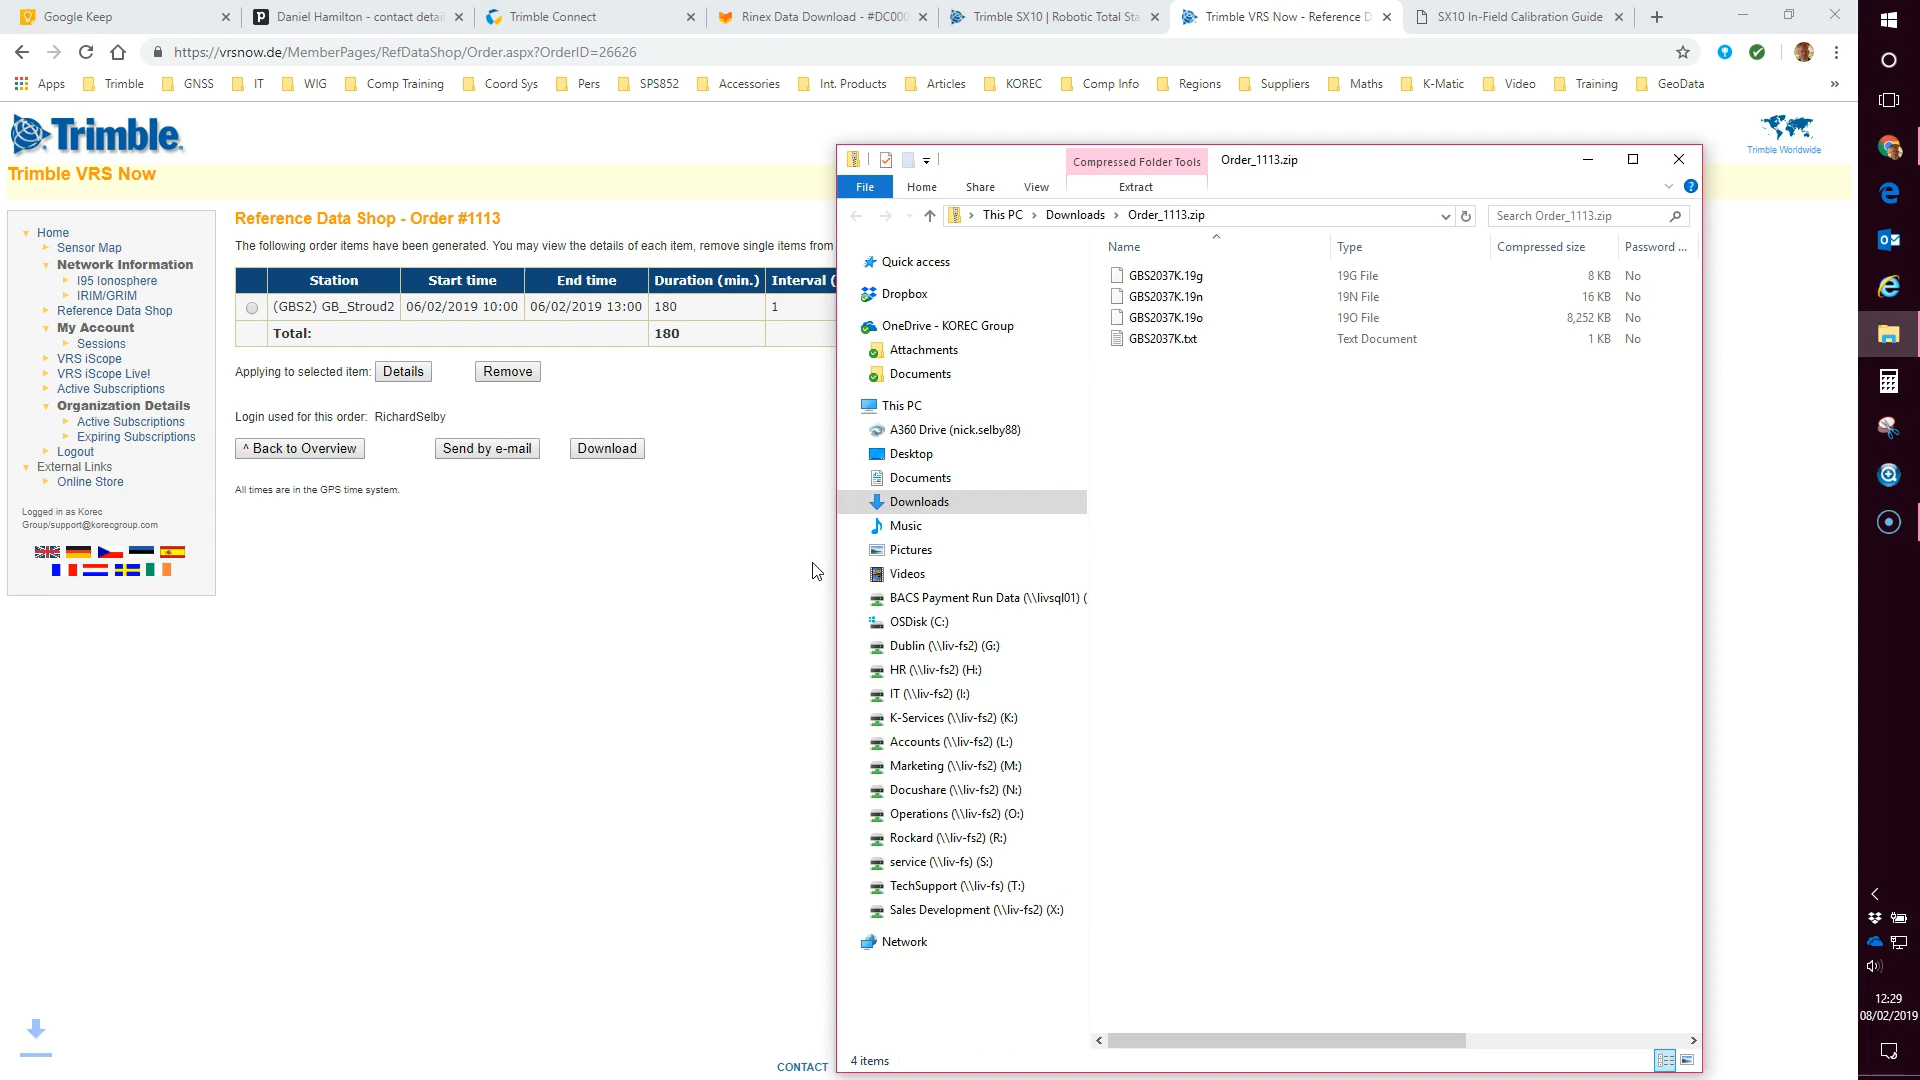 Google Keep
Daniel Hamilton - contact detai
Trimble Connect
Rinex Data Download - #DC000
Trimble SX10 | Robotic Total Sta
Trimble VRS Now - Reference D
SX10 In-Field Calibration Guide
https://vrsnow.de/MemberPages/RefDataShop/Order.aspx?OrderID=26626
Apps
Trimble
GNSS
IT
WIG
Comp Training
Coord Sys
Pers
SPS852
Accessories
Int. Products
Articles
KOREC
Comp Info
Regions
Suppliers
Maths
K-Matic
Video
Training
GeoData
»
Trimble.
Trimble Worldwide
Trimble VRS Now
Home
Sensor Map
Network Information
I95 Ionosphere
IRIM/GRIM
Reference Data Shop
My Account
Sessions
VRS iScope
VRS iScope Live!
Active Subscriptions
Organization Details
Active Subscriptions
Expiring Subscriptions
Logout
External Links
Online Store
Logged in as Korec
Group/support@korecgroup.com
Reference Data Shop - Order #1113
The following order items have been generated. You may view the details of each item, remove single items from
Station Start time End time Duration (min.) Interval (
(GBS2) GB_Stroud2 06/02/2019 10:00 06/02/2019 13:00 180 1
Total: 180
Applying to selected item: Details Remove
Login used for this order: RichardSelby
^ Back to Overview Send by e-mail Download
All times are in the GPS time system.
CONTACT
Compressed Folder Tools
Order_1113.zip
File Home Share View Extract
This PC > Downloads > Order_1113.zip
Search Order_1113.zip
Quick access
Dropbox
OneDrive - KOREC Group
Attachments
Documents
This PC
A360 Drive (nick.selby88)
Desktop
Documents
Downloads
Music
Pictures
Videos
BACS Payment Run Data (\\livsql01) (
OSDisk (C:)
Dublin (\\liv-fs2) (G:)
HR (\\liv-fs2) (H:)
IT (\\liv-fs2) (I:)
K-Services (\\liv-fs2) (K:)
Accounts (\\liv-fs2) (L:)
Marketing (\\liv-fs2) (M:)
Docushare (\\liv-fs2) (N:)
Operations (\\liv-fs2) (O:)
Rockard (\\liv-fs2) (R:)
service (\\liv-fs) (S:)
TechSupport (\\liv-fs) (T:)
Sales Development (\\liv-fs2) (X:)
Network
Name Type Compressed size Password ...
GBS2037K.19g 19G File 8 KB No
GBS2037K.19n 19N File 16 KB No
GBS2037K.19o 19O File 8,252 KB No
GBS2037K.txt Text Document 1 KB No
4 items
12:29
08/02/2019